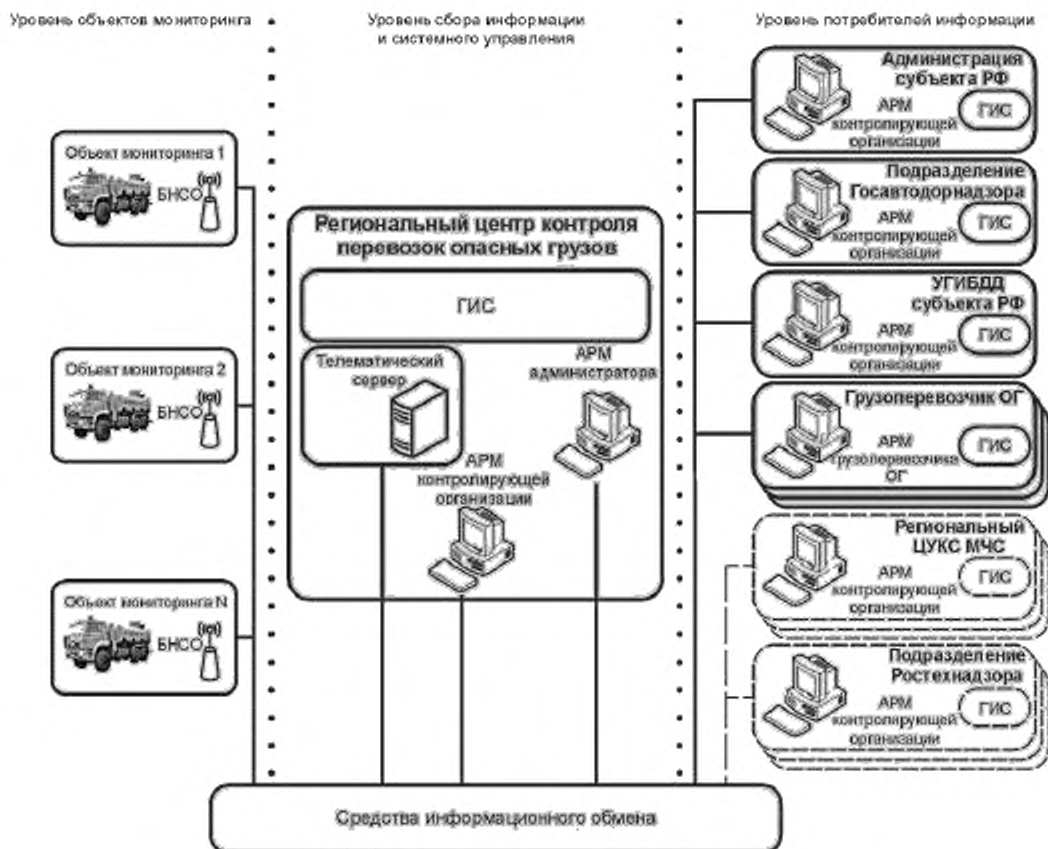 Уровень объектов мониторинга
Уровень сбора информации
и системного управления
Уровень потребителей информации
Объект мониторинга 1
БНСО
Объект мониторинга 2
БНСО
Объект мониторинга N
БНСО
Региональный центр контроля
перевозок опасных грузов
ГИС
Телематический
сервер
АРМ
администратора
АРМ
контролирующей
организации
Администрация
субъекта РФ
АРМ
контролирующей
организации
ГИС
Подразделение
Госавтодорнадзора
АРМ
контролирующей
организации
ГИС
УГИБДД
субъекта РФ
АРМ
контролирующей
организации
ГИС
Грузоперевозчик ОГ
АРМ
грузоперевозчика
ОГ
ГИС
Региональный
ЦУКС МЧС
АРМ
контролирующей
организации
ГИС
Подразделение
Ростехнадзора
АРМ
контролирующей
организации
ГИС
Средства информационного обмена